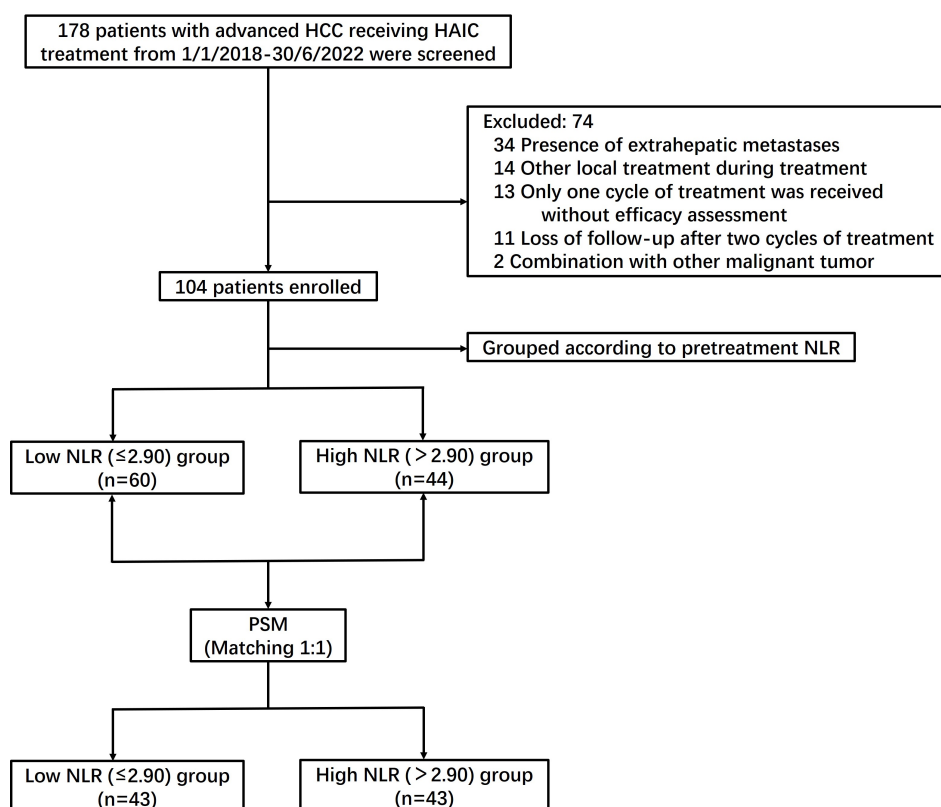 178 patients with advanced HCC receiving HAIC
treatment from 1/1/2018-30/6/2022 were screened
Excluded: 74
34 Presence of extrahepatic metastases
14 Other local treatment during treatment
13 Only one cycle of treatment was received
without efficacy assessment
11 Loss of follow-up after two cycles of treatment
2 Combination with other malignant tumor
104 patients enrolled
Grouped according to pretreatment NLR
Low NLR (≤2.90) group
(n=60)
High NLR (>2.90) group
(n=44)
PSM
(Matching 1:1)
Low NLR (≤2.90) group
(n=43)
High NLR (>2.90) group
(n=43)